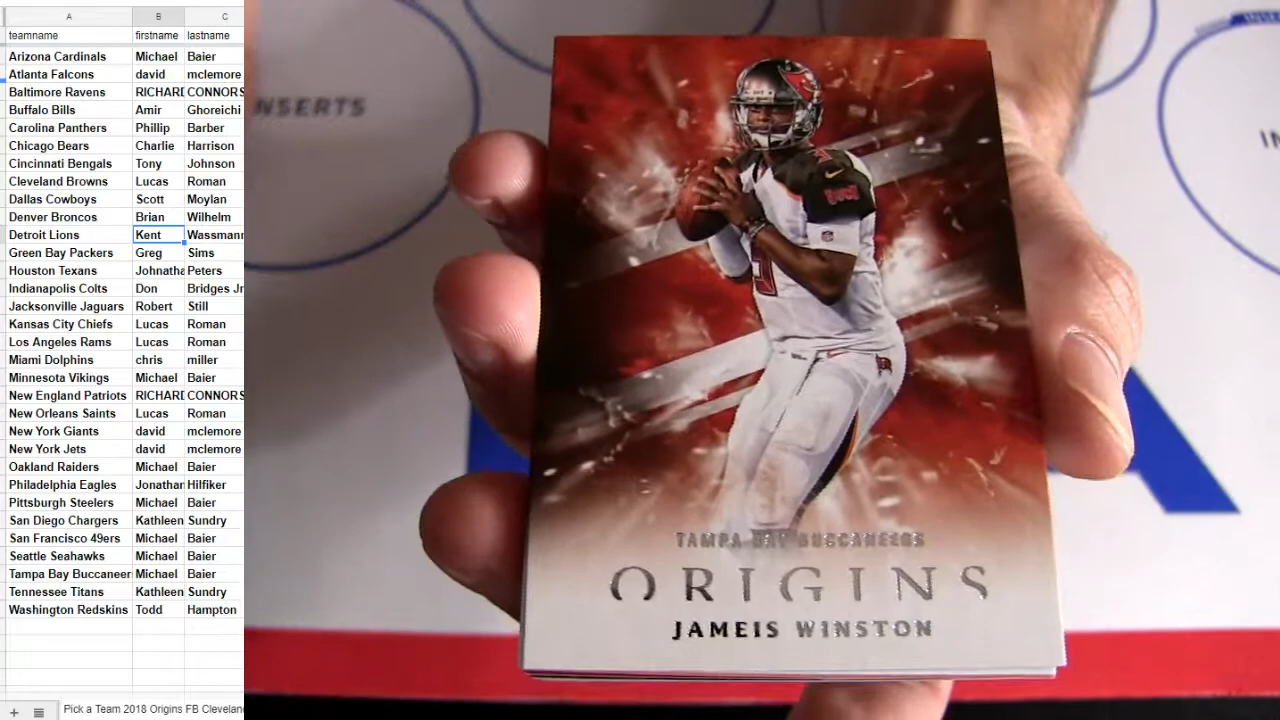 A B C
teamname firstname lastname
Arizona Cardinals Michael Baier
Atlanta Falcons david mclemore
Baltimore Ravens RICHARD CONNORS
Buffalo Bills Amir Ghoreichi
Carolina Panthers Phillip Barber
Chicago Bears Charlie Harrison
Cincinnati Bengals Tony Johnson
Cleveland Browns Lucas Roman
Dallas Cowboys Scott Moylan
Denver Broncos Brian Wilhelm
Detroit Lions Kent Wassmann
Green Bay Packers Greg Sims
Houston Texans Johnatha Peters
Indianapolis Colts Don Bridges Jr
Jacksonville Jaguars Robert Still
Kansas City Chiefs Lucas Roman
Los Angeles Rams Lucas Roman
Miami Dolphins chris miller
Minnesota Vikings Michael Baier
New England Patriots RICHARD CONNORS
New Orleans Saints Lucas Roman
New York Giants david mclemore
New York Jets david mclemore
Oakland Raiders Michael Baier
Philadelphia Eagles Jonathan Hilfiker
Pittsburgh Steelers Michael Baier
San Diego Chargers Kathleen Sundry
San Francisco 49ers Michael Baier
Seattle Seahawks Michael Baier
Tampa Bay Buccaneer Michael Baier
Tennessee Titans Kathleen Sundry
Washington Redskins Todd Hampton
Pick a Team 2018 Origins FB Cleveland
NSERTS
IN
TAMPA BAY BUCCANEERS
ORIGINS
JAMEIS WINSTON